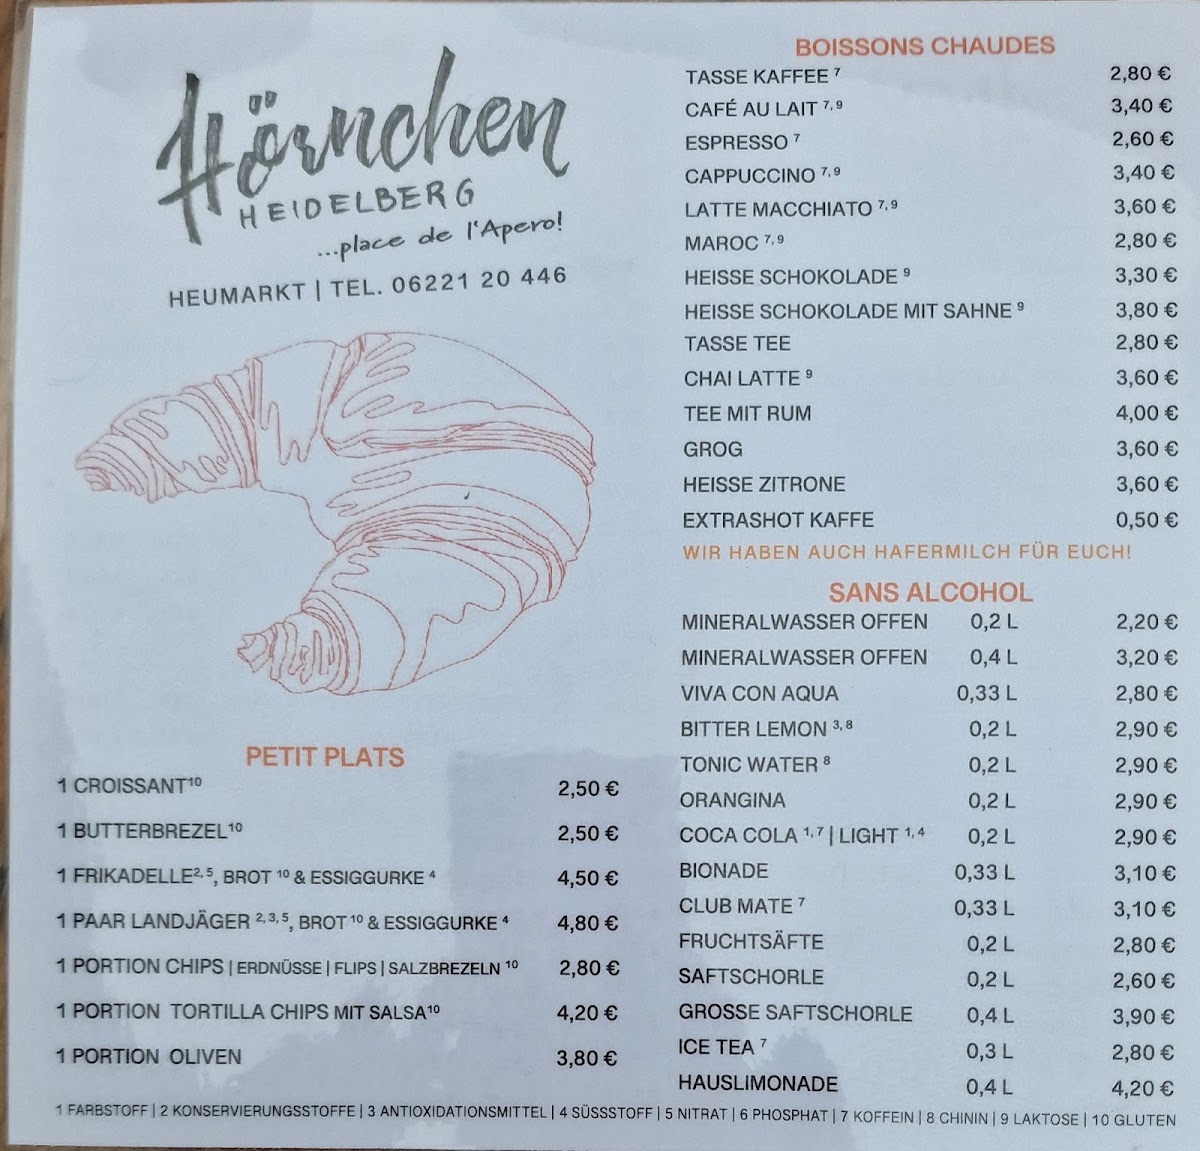 Hörnchen
HEIDELBERG
...place de l'Apero!
HEUMARKT | TEL. 06221 20 446
PETIT PLATS
1 CROISSANT¹⁰ 2,50 €
1 BUTTERBREZEL¹⁰ 2,50 €
1 FRIKADELLE²,⁵, BROT ¹⁰ & ESSIGGURKE ⁴ 4,50 €
1 PAAR LANDJÄGER ²,³,⁵, BROT ¹⁰ & ESSIGGURKE ⁴ 4,80 €
1 PORTION CHIPS | ERDNÜSSE | FLIPS | SALZBREZELN ¹⁰ 2,80 €
1 PORTION TORTILLA CHIPS MIT SALSA¹⁰ 4,20 €
1 PORTION OLIVEN 3,80 €
BOISSONS CHAUDES
TASSE KAFFEE ⁷ 2,80 €
CAFÉ AU LAIT ⁷,⁹ 3,40 €
ESPRESSO ⁷ 2,60 €
CAPPUCCINO ⁷,⁹ 3,40 €
LATTE MACCHIATO ⁷,⁹ 3,60 €
MAROC ⁷,⁹ 2,80 €
HEISSE SCHOKOLADE ⁹ 3,30 €
HEISSE SCHOKOLADE MIT SAHNE ⁹ 3,80 €
TASSE TEE 2,80 €
CHAI LATTE ⁹ 3,60 €
TEE MIT RUM 4,00 €
GROG 3,60 €
HEISSE ZITRONE 3,60 €
EXTRASHOT KAFFE 0,50 €
WIR HABEN AUCH HAFERMILCH FÜR EUCH!
SANS ALCOHOL
MINERALWASSER OFFEN 0,2 L 2,20 €
MINERALWASSER OFFEN 0,4 L 3,20 €
VIVA CON AQUA 0,33 L 2,80 €
BITTER LEMON ³,⁸ 0,2 L 2,90 €
TONIC WATER ⁸ 0,2 L 2,90 €
ORANGINA 0,2 L 2,90 €
COCA COLA ¹,⁷ | LIGHT ¹,⁴ 0,2 L 2,90 €
BIONADE 0,33 L 3,10 €
CLUB MATE ⁷ 0,33 L 3,10 €
FRUCHTSÄFTE 0,2 L 2,80 €
SAFTSCHORLE 0,2 L 2,60 €
GROSSE SAFTSCHORLE 0,4 L 3,90 €
ICE TEA ⁷ 0,3 L 2,80 €
HAUSLIMONADE 0,4 L 4,20 €
1 FARBSTOFF | 2 KONSERVIERUNGSSTOFFE | 3 ANTIOXIDATIONSMITTEL | 4 SÜSSSTOFF | 5 NITRAT | 6 PHOSPHAT | 7 KOFFEIN | 8 CHININ | 9 LAKTOSE | 10 GLUTEN